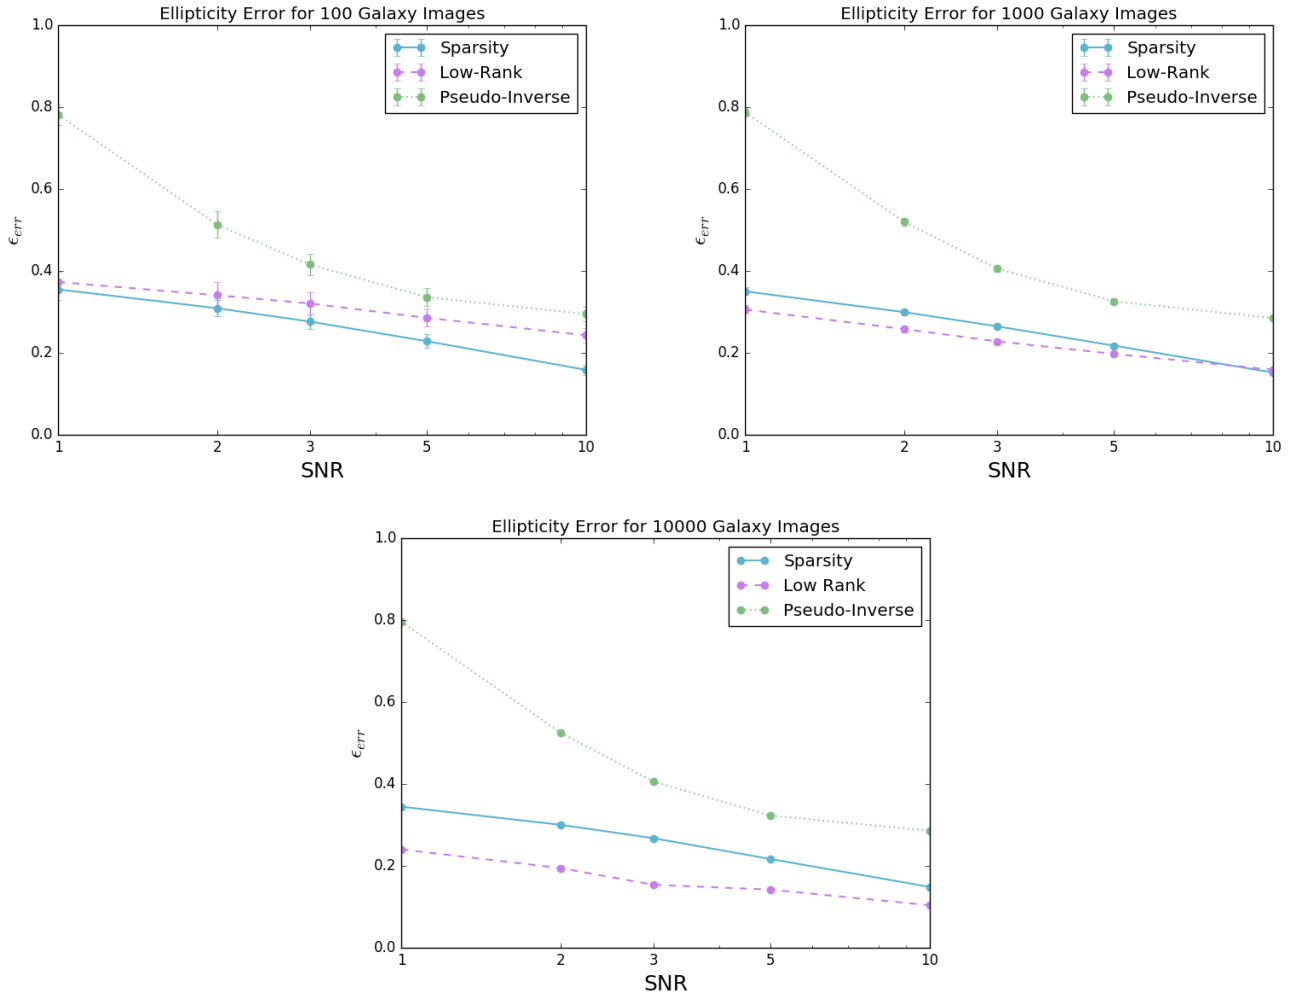 Ellipticity Error for 100 Galaxy Images
1.0
0.8
0.6
0.4
0.2
0.0
ϵ_err
Sparsity
Low-Rank
Pseudo-Inverse
1 2 3 5 10
SNR
Ellipticity Error for 1000 Galaxy Images
1.0
0.8
0.6
0.4
0.2
0.0
ϵ_err
Sparsity
Low-Rank
Pseudo-Inverse
1 2 3 5 10
SNR
Ellipticity Error for 10000 Galaxy Images
1.0
0.8
0.6
0.4
0.2
0.0
ϵ_err
Sparsity
Low Rank
Pseudo-Inverse
1 2 3 5 10
SNR